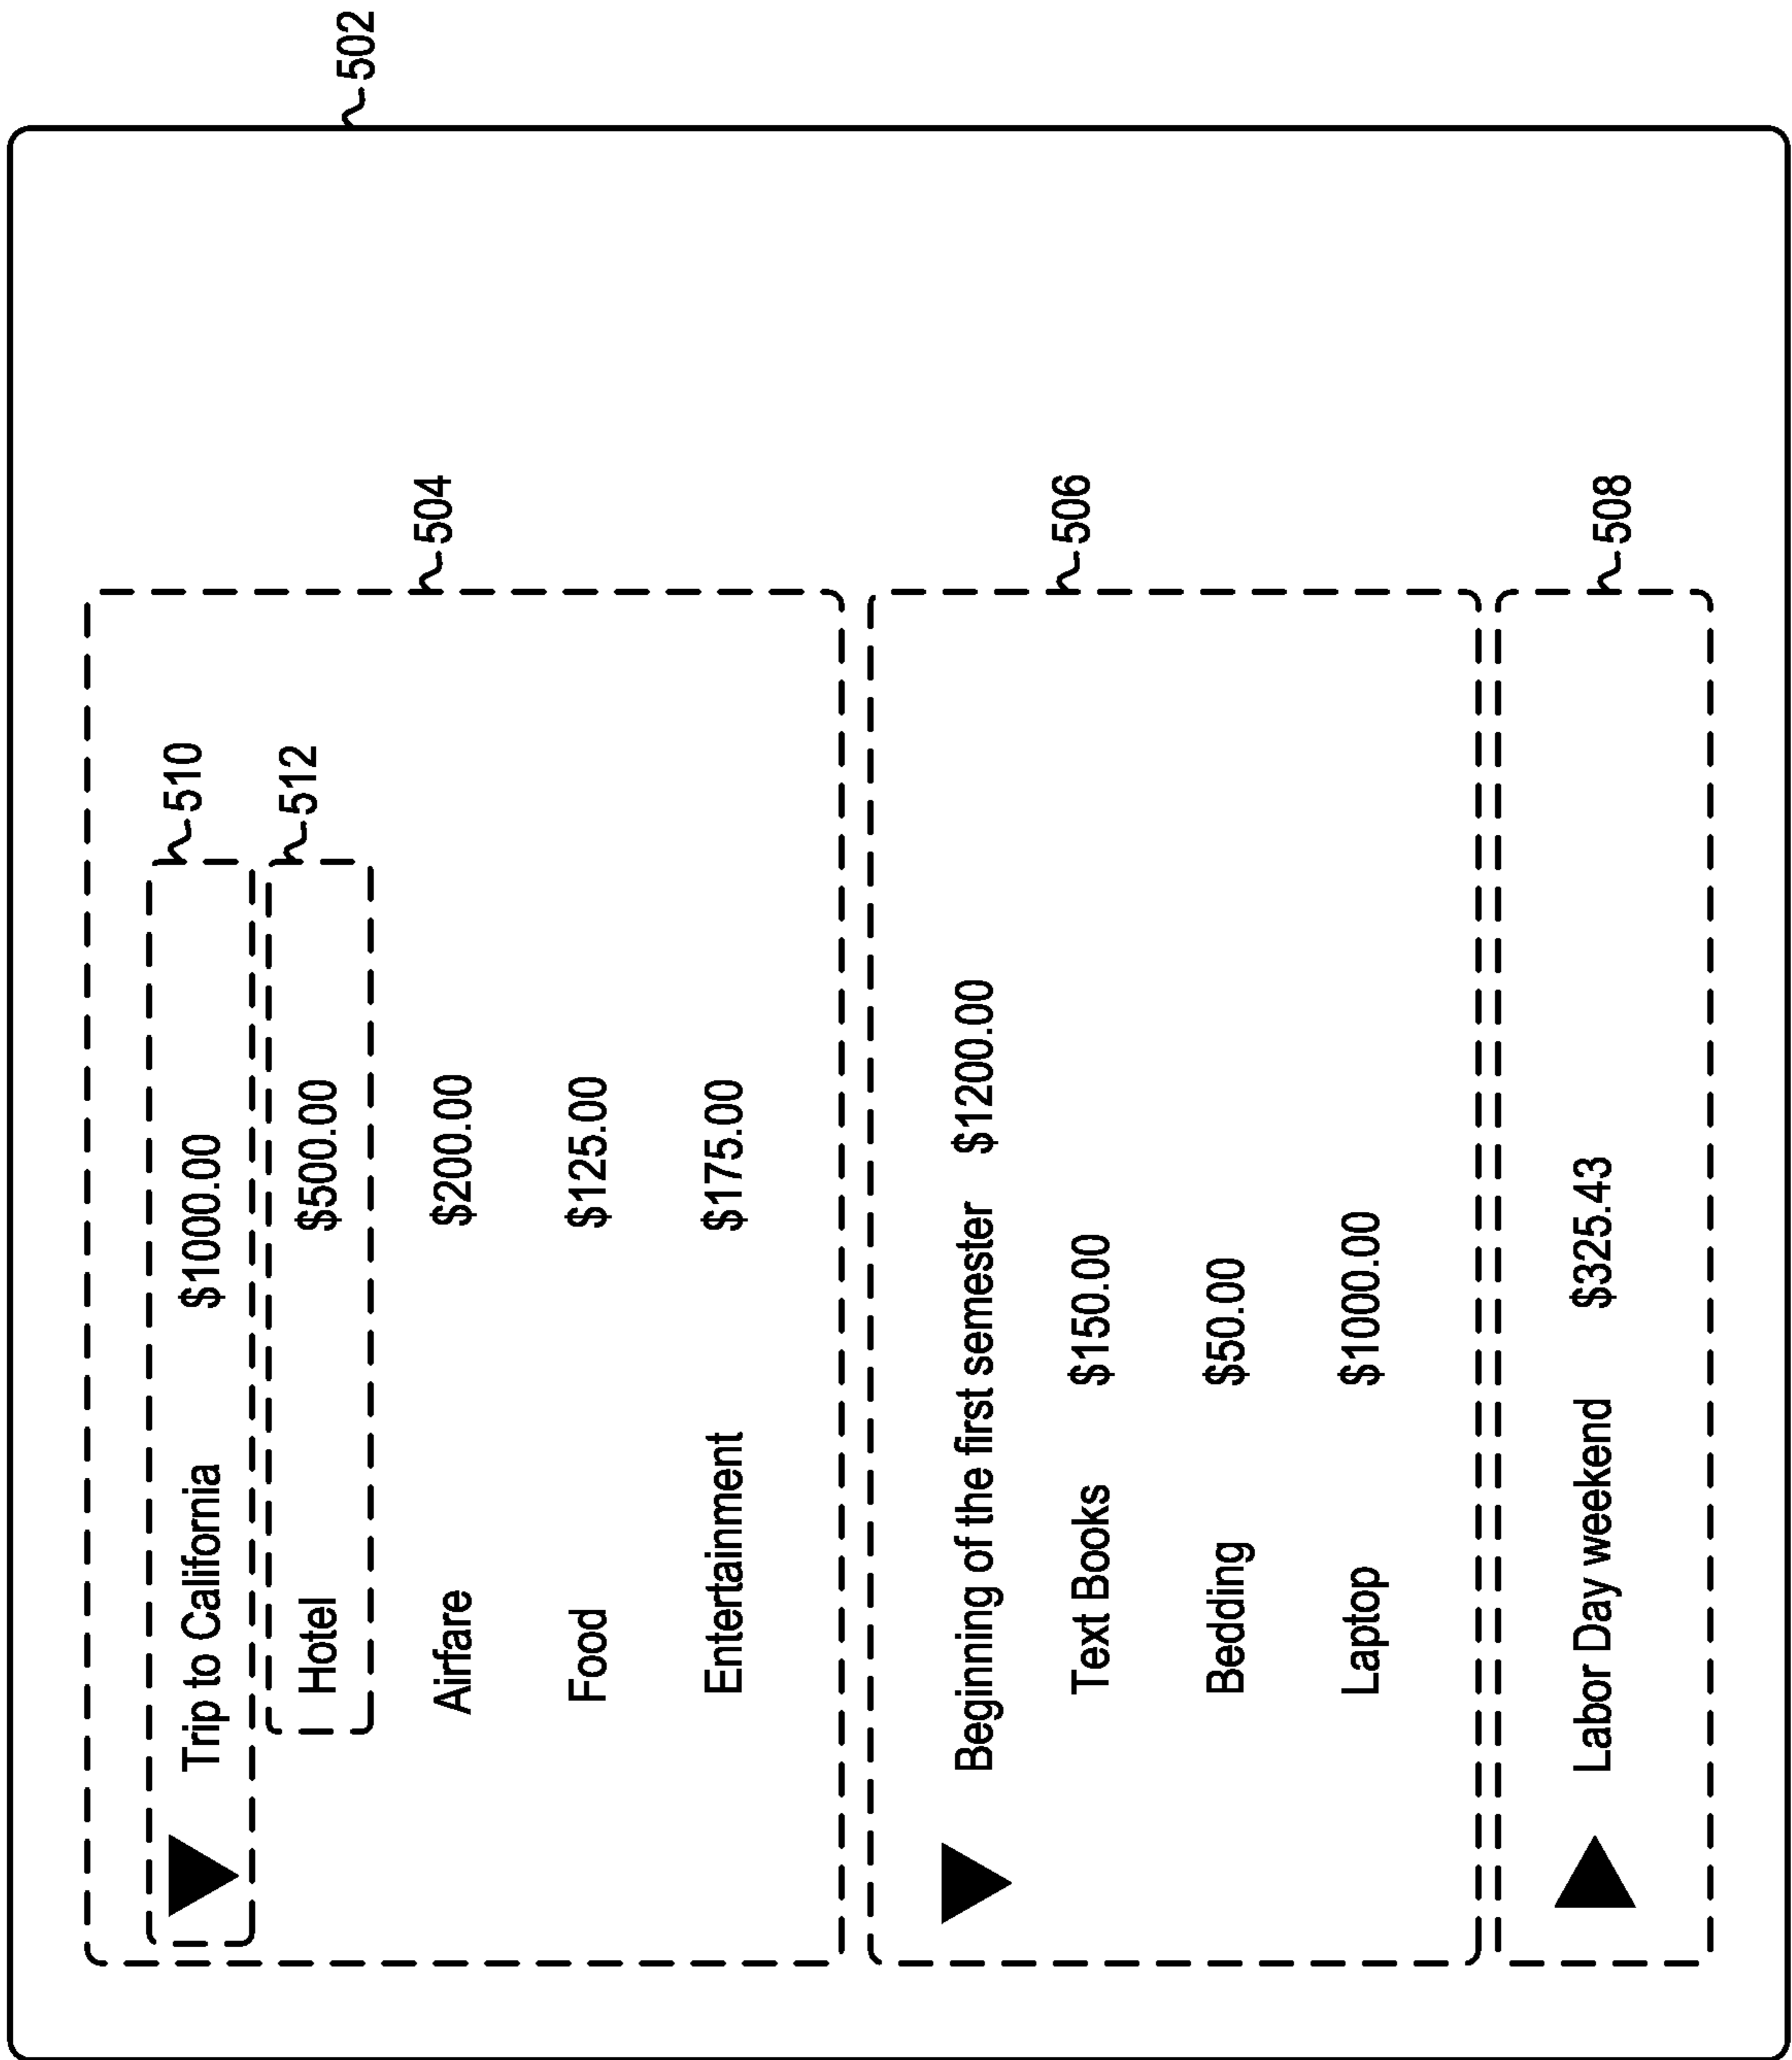 502
Trip to California $1000.00
510
Hotel $500.00
512
Airfare $200.00
504
Food $125.00
Entertainment $175.00
Beginning of the first semester $1200.00
Text Books $150.00
506
Bedding $50.00
Laptop $1000.00
Labor Day weekend $325.43
508